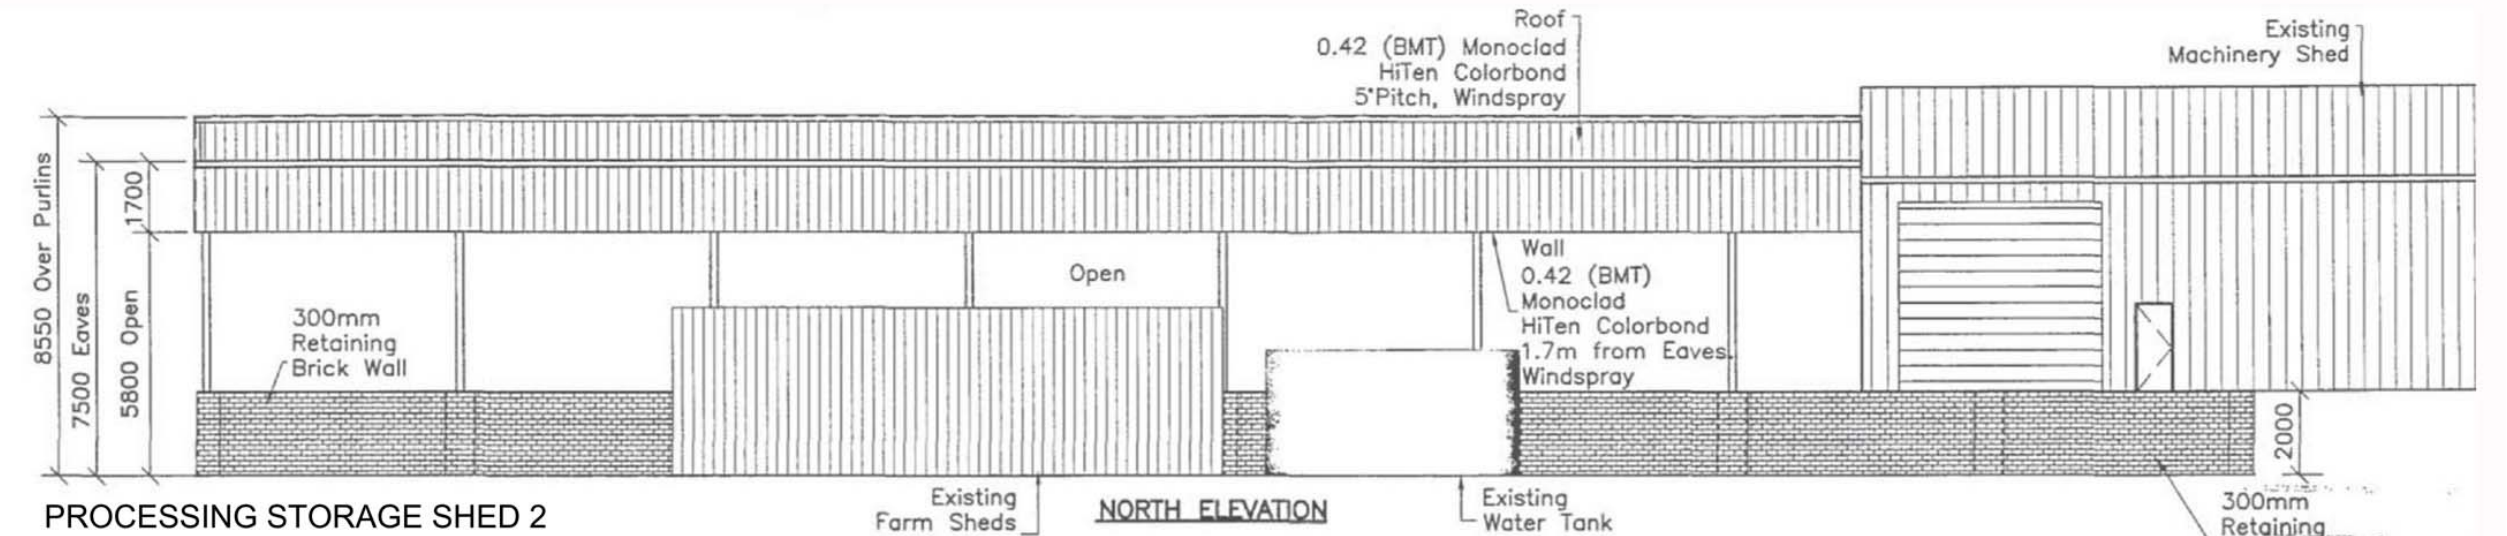 Roof
0.42 (BMT) Monoclad
HiTen Colorbond
5°Pitch, Windspray
Existing
Machinery Shed
8550 Over Purlins
7500 Eaves
1700
5800 Open
Open
300mm
Retaining
Brick Wall
Wall
0.42 (BMT)
Monoclad
HiTen Colorbond
1.7m from Eaves.
Windspray
2000
Existing
Farm Sheds
NORTH ELEVATION
Existing
Water Tank
300mm
Retaining
PROCESSING STORAGE SHED 2